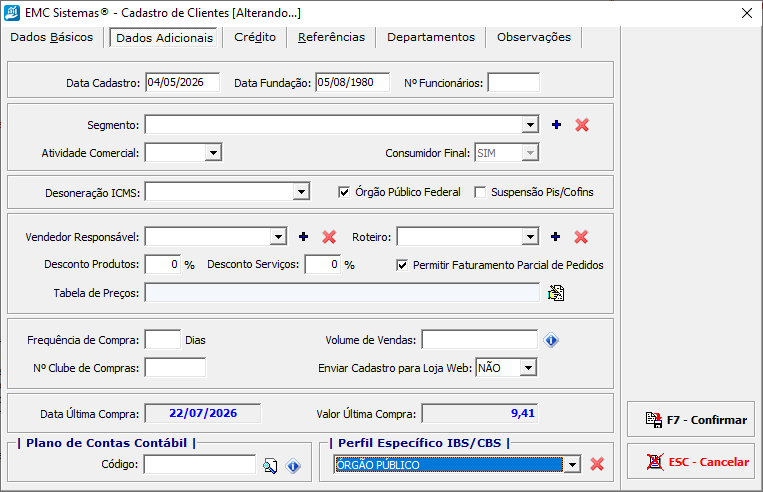 EMC Sistemas® - Cadastro de Clientes [Alterando...]
Dados Básicos Dados Adicionais Crédito Referências Departamentos Observações
Data Cadastro: 04/05/2026 Data Fundação: 05/08/1980 Nº Funcionários:
Segmento:
Atividade Comercial: Consumidor Final: SIM
Desoneração ICMS: Órgão Público Federal Suspensão Pis/Cofins
Vendedor Responsável: Roteiro:
Desconto Produtos: 0 % Desconto Serviços: 0 % Permitir Faturamento Parcial de Pedidos
Tabela de Preços:
Frequência de Compra: Dias Volume de Vendas:
Nº Clube de Compras: Enviar Cadastro para Loja Web: NÃO
Data Última Compra: 22/07/2026 Valor Última Compra: 9,41
F7 - Confirmar
| Plano de Contas Contábil | | Perfil Específico IBS/CBS |
Código: ÓRGÃO PÚBLICO
ESC - Cancelar